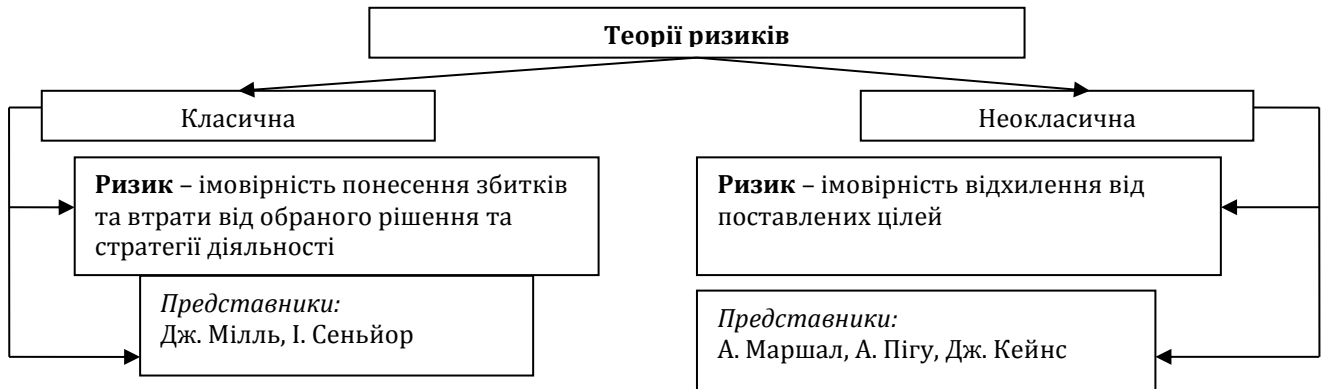 Теорії ризиків
Класична
Неокласична
Ризик – імовірність понесення збитків
та втрати від обраного рішення та
стратегії діяльності
Ризик – імовірність відхилення від
поставлених цілей
Представники:
Дж. Мілль, І. Сеньйор
Представники:
А. Маршал, А. Пігу, Дж. Кейнс